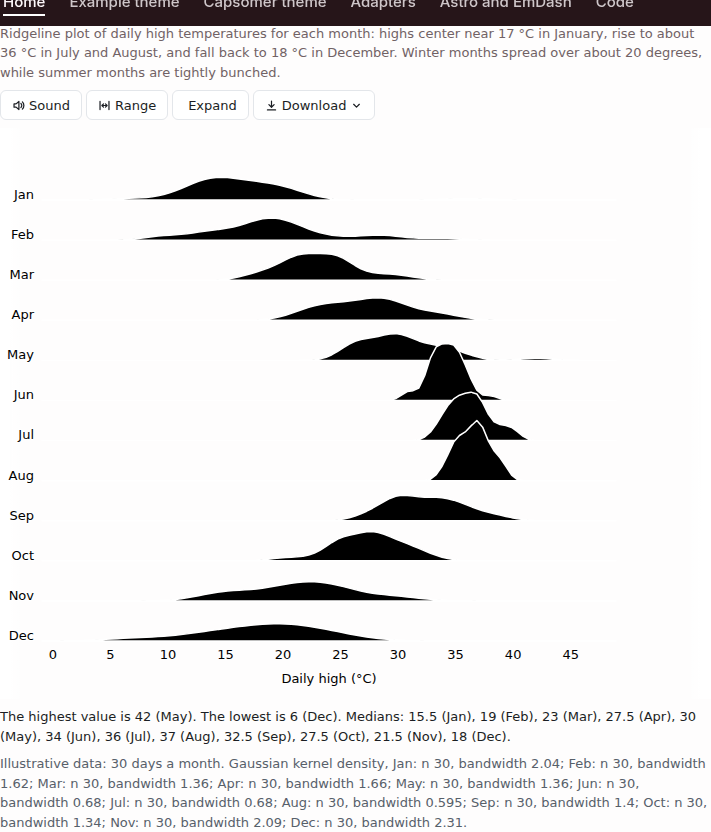 Home Example theme Capsomer theme Adapters Astro and EmDash Code
Ridgeline plot of daily high temperatures for each month: highs center near 17 °C in January, rise to about
36 °C in July and August, and fall back to 18 °C in December. Winter months spread over about 20 degrees,
while summer months are tightly bunched.
Sound Range Expand Download
Jan
Feb
Mar
Apr
May
Jun
Jul
Aug
Sep
Oct
Nov
Dec
0 5 10 15 20 25 30 35 40 45
Daily high (°C)
The highest value is 42 (May). The lowest is 6 (Dec). Medians: 15.5 (Jan), 19 (Feb), 23 (Mar), 27.5 (Apr), 30
(May), 34 (Jun), 36 (Jul), 37 (Aug), 32.5 (Sep), 27.5 (Oct), 21.5 (Nov), 18 (Dec).
Illustrative data: 30 days a month. Gaussian kernel density, Jan: n 30, bandwidth 2.04; Feb: n 30, bandwidth
1.62; Mar: n 30, bandwidth 1.36; Apr: n 30, bandwidth 1.66; May: n 30, bandwidth 1.36; Jun: n 30,
bandwidth 0.68; Jul: n 30, bandwidth 0.68; Aug: n 30, bandwidth 0.595; Sep: n 30, bandwidth 1.4; Oct: n 30,
bandwidth 1.34; Nov: n 30, bandwidth 2.09; Dec: n 30, bandwidth 2.31.